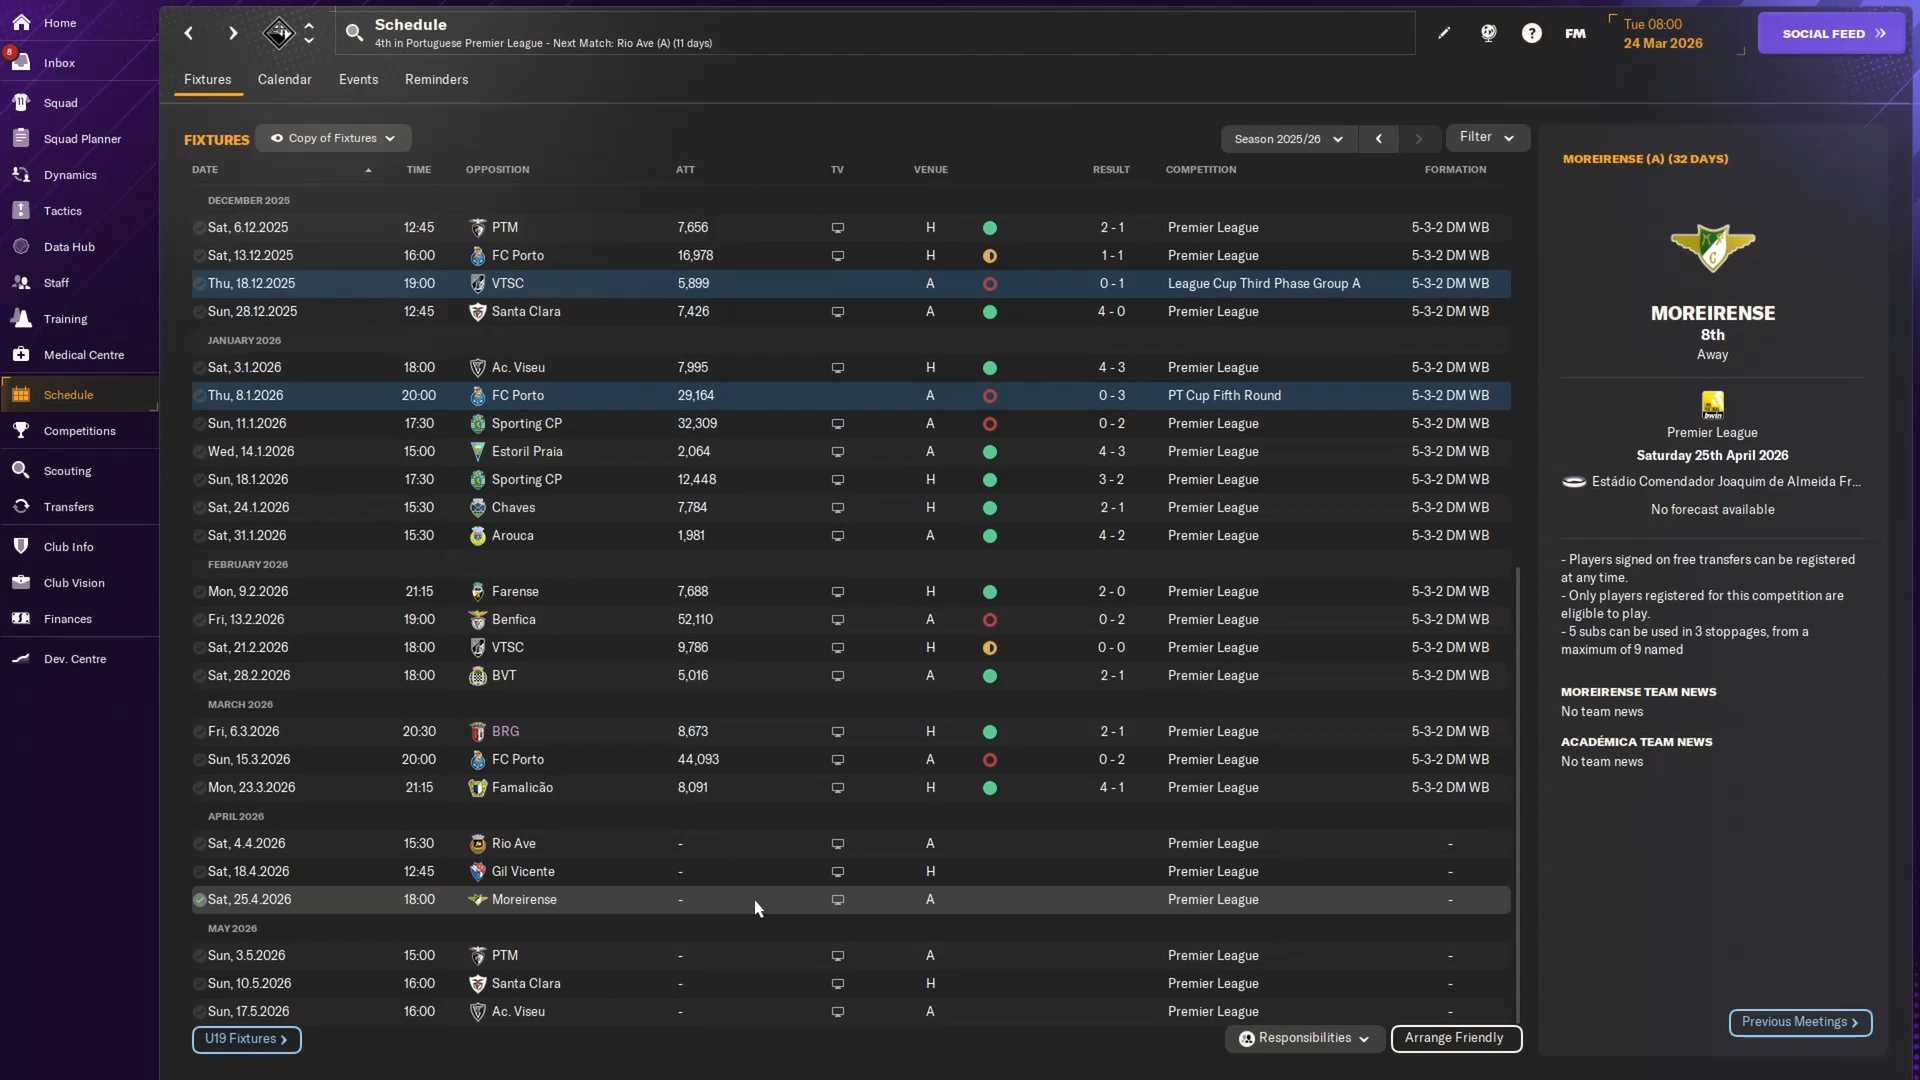 Home
8
Inbox
Squad
Squad Planner
Dynamics
Tactics
Data Hub
Staff
Training
Medical Centre
Schedule
Competitions
Scouting
Transfers
Club Info
Club Vision
Finances
Dev. Centre
Schedule
4th in Portuguese Premier League - Next Match: Rio Ave (A) (11 days)
? FM
Tue 08:00
24 Mar 2026
SOCIAL FEED
Fixtures Calendar Events Reminders
FIXTURES Copy of Fixtures Season 2025/26 Filter
DATE TIME OPPOSITION ATT TV VENUE RESULT COMPETITION FORMATION
DECEMBER 2025
Sat, 6.12.2025 12:45 PTM 7,656 H 2 - 1 Premier League 5-3-2 DM WB
Sat, 13.12.2025 16:00 FC Porto 16,978 H 1 - 1 Premier League 5-3-2 DM WB
Thu, 18.12.2025 19:00 VTSC 5,899 A 0 - 1 League Cup Third Phase Group A 5-3-2 DM WB
Sun, 28.12.2025 12:45 Santa Clara 7,426 A 4 - 0 Premier League 5-3-2 DM WB
JANUARY 2026
Sat, 3.1.2026 18:00 Ac. Viseu 7,995 H 4 - 3 Premier League 5-3-2 DM WB
Thu, 8.1.2026 20:00 FC Porto 29,164 A 0 - 3 PT Cup Fifth Round 5-3-2 DM WB
Sun, 11.1.2026 17:30 Sporting CP 32,309 A 0 - 2 Premier League 5-3-2 DM WB
Wed, 14.1.2026 15:00 Estoril Praia 2,064 A 4 - 3 Premier League 5-3-2 DM WB
Sun, 18.1.2026 17:30 Sporting CP 12,448 H 3 - 2 Premier League 5-3-2 DM WB
Sat, 24.1.2026 15:30 Chaves 7,784 H 2 - 1 Premier League 5-3-2 DM WB
Sat, 31.1.2026 15:30 Arouca 1,981 A 4 - 2 Premier League 5-3-2 DM WB
FEBRUARY 2026
Mon, 9.2.2026 21:15 Farense 7,688 H 2 - 0 Premier League 5-3-2 DM WB
Fri, 13.2.2026 19:00 Benfica 52,110 A 0 - 2 Premier League 5-3-2 DM WB
Sat, 21.2.2026 18:00 VTSC 9,786 H 0 - 0 Premier League 5-3-2 DM WB
Sat, 28.2.2026 18:00 BVT 5,016 A 2 - 1 Premier League 5-3-2 DM WB
MARCH 2026
Fri, 6.3.2026 20:30 BRG 8,673 H 2 - 1 Premier League 5-3-2 DM WB
Sun, 15.3.2026 20:00 FC Porto 44,093 A 0 - 2 Premier League 5-3-2 DM WB
Mon, 23.3.2026 21:15 Famalicão 8,091 H 4 - 1 Premier League 5-3-2 DM WB
APRIL 2026
Sat, 4.4.2026 15:30 Rio Ave - A Premier League -
Sat, 18.4.2026 12:45 Gil Vicente - H Premier League -
Sat, 25.4.2026 18:00 Moreirense - A Premier League -
MAY 2026
Sun, 3.5.2026 15:00 PTM - A Premier League -
Sun, 10.5.2026 16:00 Santa Clara - H Premier League -
Sun, 17.5.2026 16:00 Ac. Viseu - A Premier League -
U19 Fixtures Responsibilities Arrange Friendly
MOREIRENSE (A) (32 DAYS)
MOREIRENSE
8th
Away
bwin
Premier League
Saturday 25th April 2026
Estádio Comendador Joaquim de Almeida Fr...
No forecast available
- Players signed on free transfers can be registered
at any time.
- Only players registered for this competition are
eligible to play.
- 5 subs can be used in 3 stoppages, from a
maximum of 9 named
MOREIRENSE TEAM NEWS
No team news
ACADÉMICA TEAM NEWS
No team news
Previous Meetings